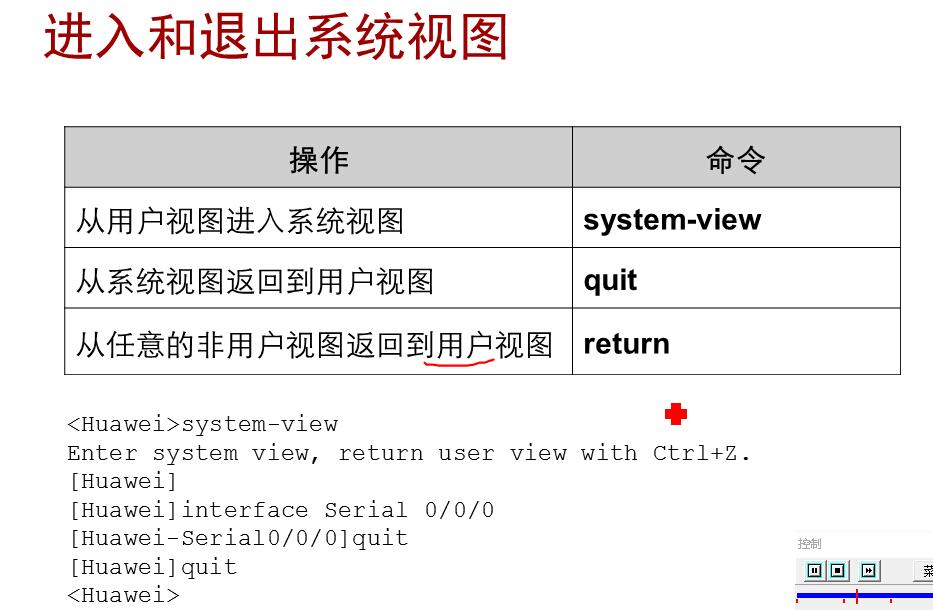 进入和退出系统视图
操作 命令
从用户视图进入系统视图 system-view
从系统视图返回到用户视图 quit
从任意的非用户视图返回到用户视图 return
<Huawei>system-view
Enter system view, return user view with Ctrl+Z.
[Huawei]
[Huawei]interface Serial 0/0/0
[Huawei-Serial0/0/0]quit
[Huawei]quit
<Huawei>
控制
菜